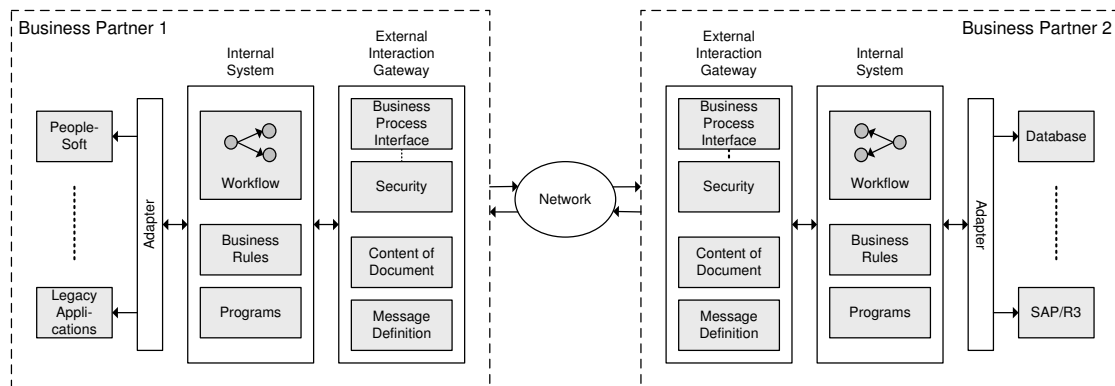 Business Partner 1
Internal
System
External
Interaction
Gateway
People-
Soft
Legacy
Appli-
cations
Adapter
Workflow
Business
Rules
Programs
Business
Process
Interface
Security
Content of
Document
Message
Definition
Network
Business Partner 2
External
Interaction
Gateway
Internal
System
Business
Process
Interface
Security
Content of
Document
Message
Definition
Workflow
Business
Rules
Programs
Adapter
Database
SAP/R3